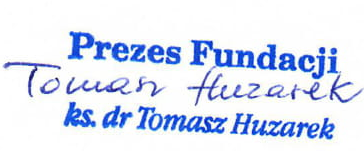 Prezes Fundacji
Tomasz Huzarek
ks. dr Tomasz Huzarek